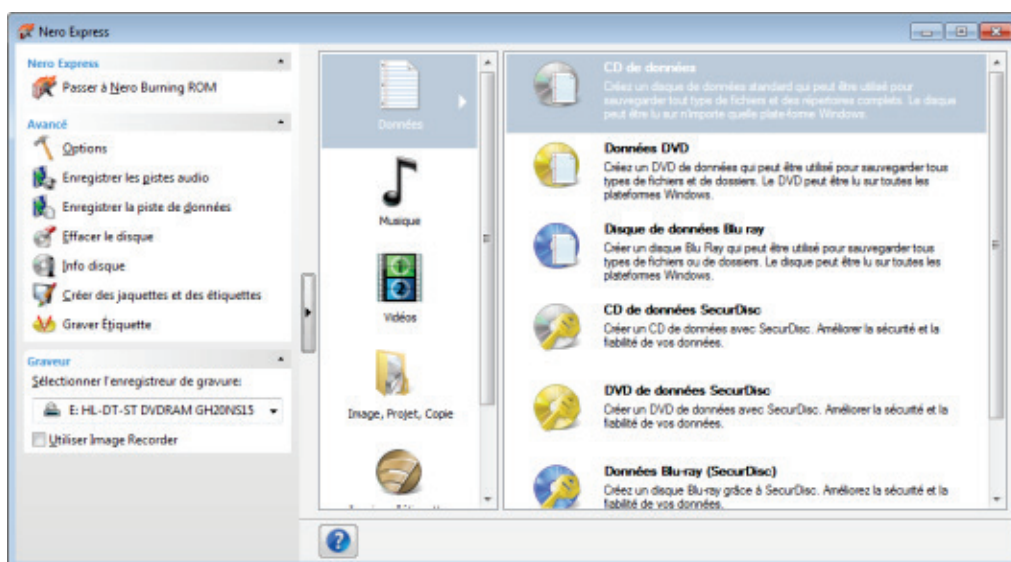 Nero Express
Nero Express
Passer à Nero Burning ROM
Avancé
Options
Enregistrer les pistes audio
Enregistrer la piste de données
Effacer le disque
Info disque
Créer des jaquettes et des étiquettes
Graver Étiquette
Graveur
Sélectionner l'enregistreur de gravure:
E: HL-DT-ST DVDRAM GH20NS15
Utiliser Image Recorder
Données
Musique
Vidéos
Image, Projet, Copie
CD de données
Créez un disque de données standard qui peut être utilisé pour
sauvegarder tout type de fichiers et des répertoires complets. Le disque
peut être lu sur n'importe quelle plate-forme Windows.
Données DVD
Créez un DVD de données qui peut être utilisé pour sauvegarder tous
types de fichiers et de dossiers. Le DVD peut être lu sur toutes les
plateformes Windows.
Disque de données Blu ray
Créer un disque Blu Ray qui peut être utilisé pour sauvegarder tous
types de fichiers ou de dossiers. Le disque peut être lu sur toutes les
plateformes Windows.
CD de données SecurDisc
Créer un CD de données avec SecurDisc. Améliorer la sécurité et la
fiabilité de vos données.
DVD de données SecurDisc
Créer un DVD de données avec SecurDisc. Améliorer la sécurité et la
fiabilité de vos données.
Données Blu-ray (SecurDisc)
Créez un disque Blu-ray grâce à SecurDisc. Améliorez la sécurité et la
fiabilité de vos données.